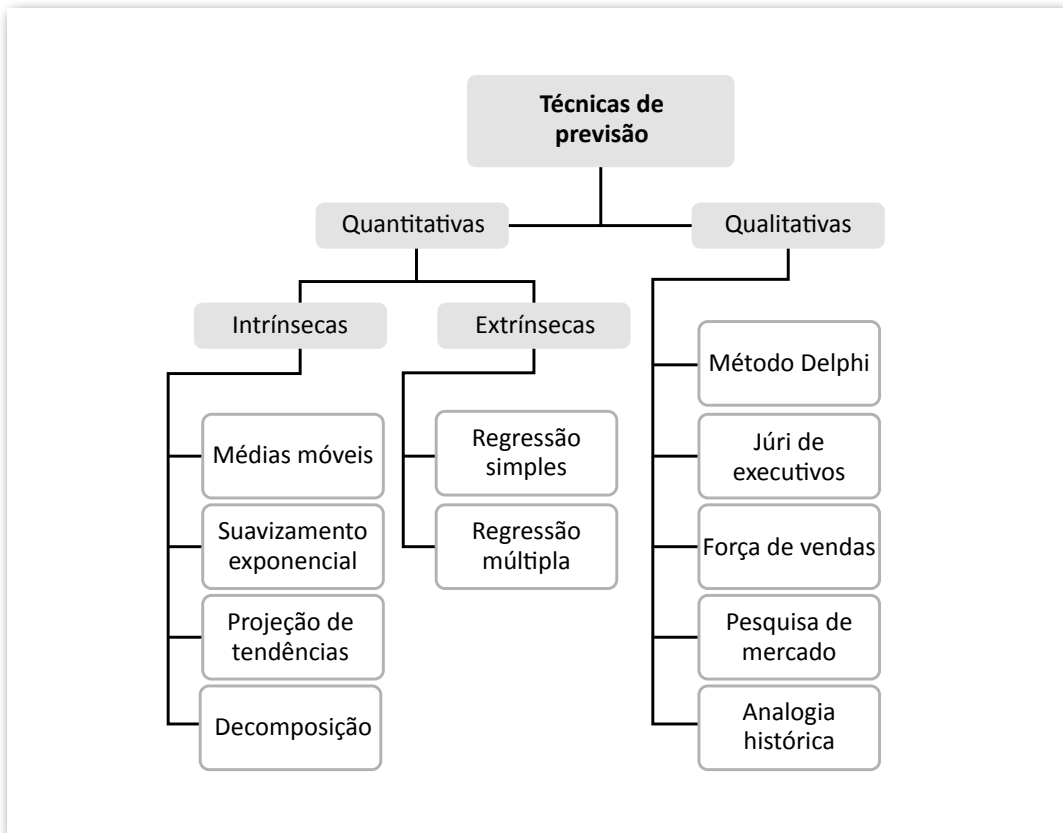 Técnicas de
previsão
Quantitativas
Qualitativas
Intrínsecas
Extrínsecas
Médias móveis
Suavizamento
exponencial
Projeção de
tendências
Decomposição
Regressão
simples
Regressão
múltipla
Método Delphi
Júri de
executivos
Força de vendas
Pesquisa de
mercado
Analogia
histórica